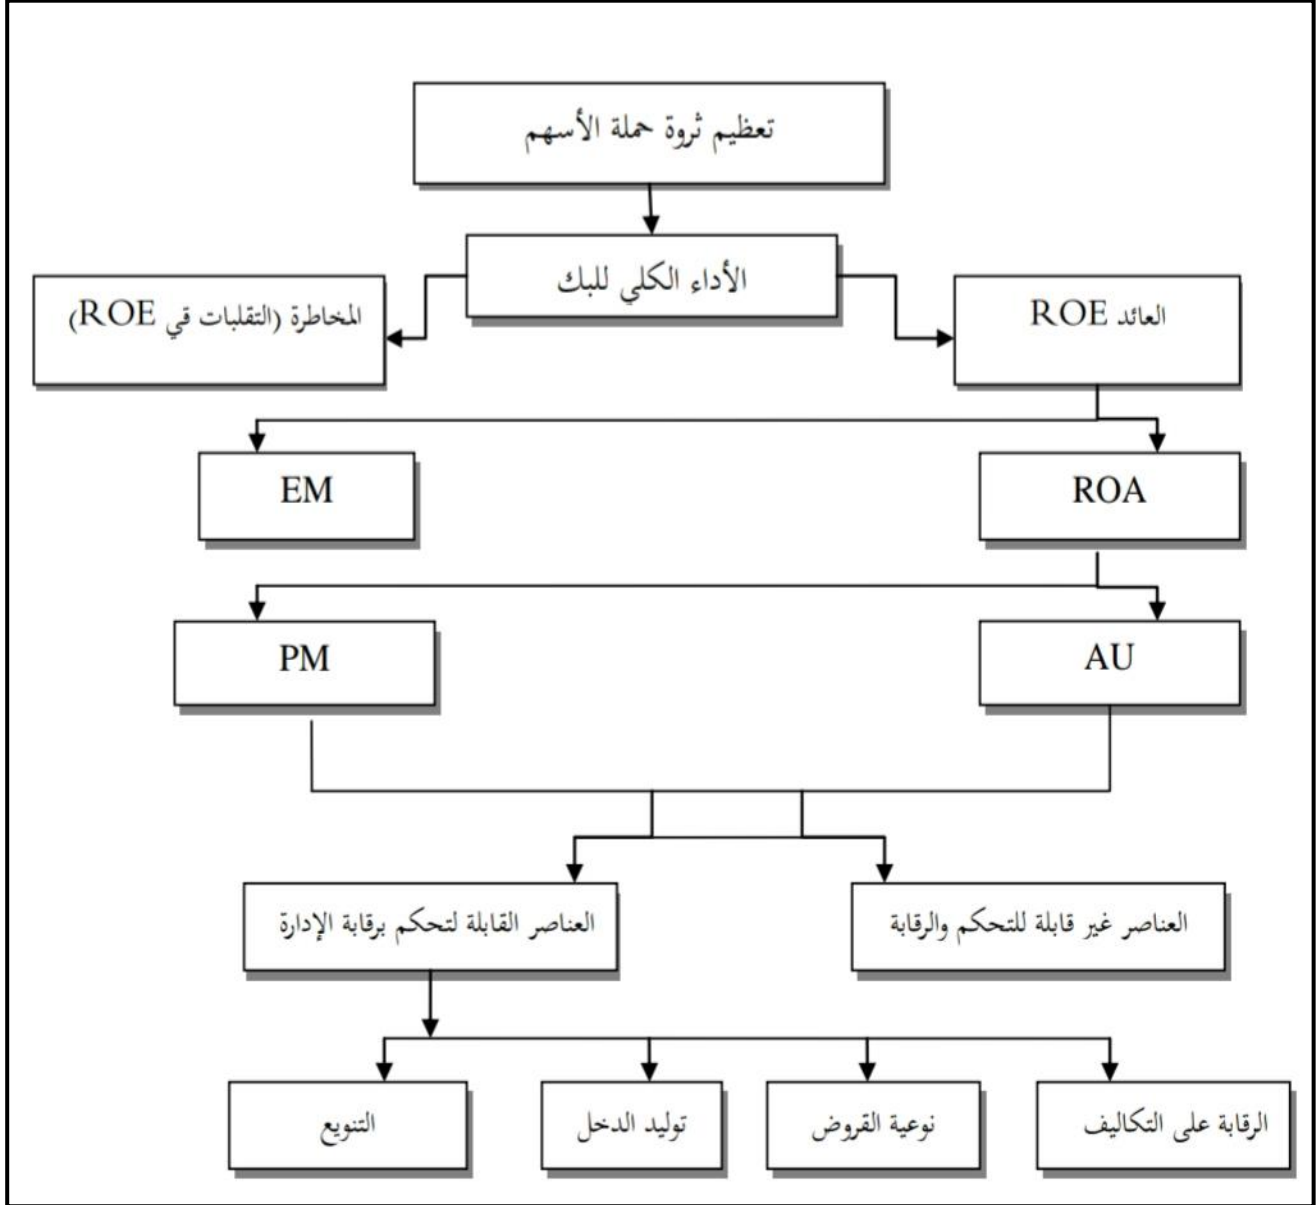 تعظيم ثروة حملة الأسهم
الأداء الكلي للبك
العائد ROE
المخاطرة (التقلبات قي ROE)
ROA
EM
AU
PM
العناصر غير قابلة للتحكم والرقابة
العناصر القابلة لتحكم برقابة الإدارة
الرقابة على التكاليف
نوعية القروض
توليد الدخل
التنويع